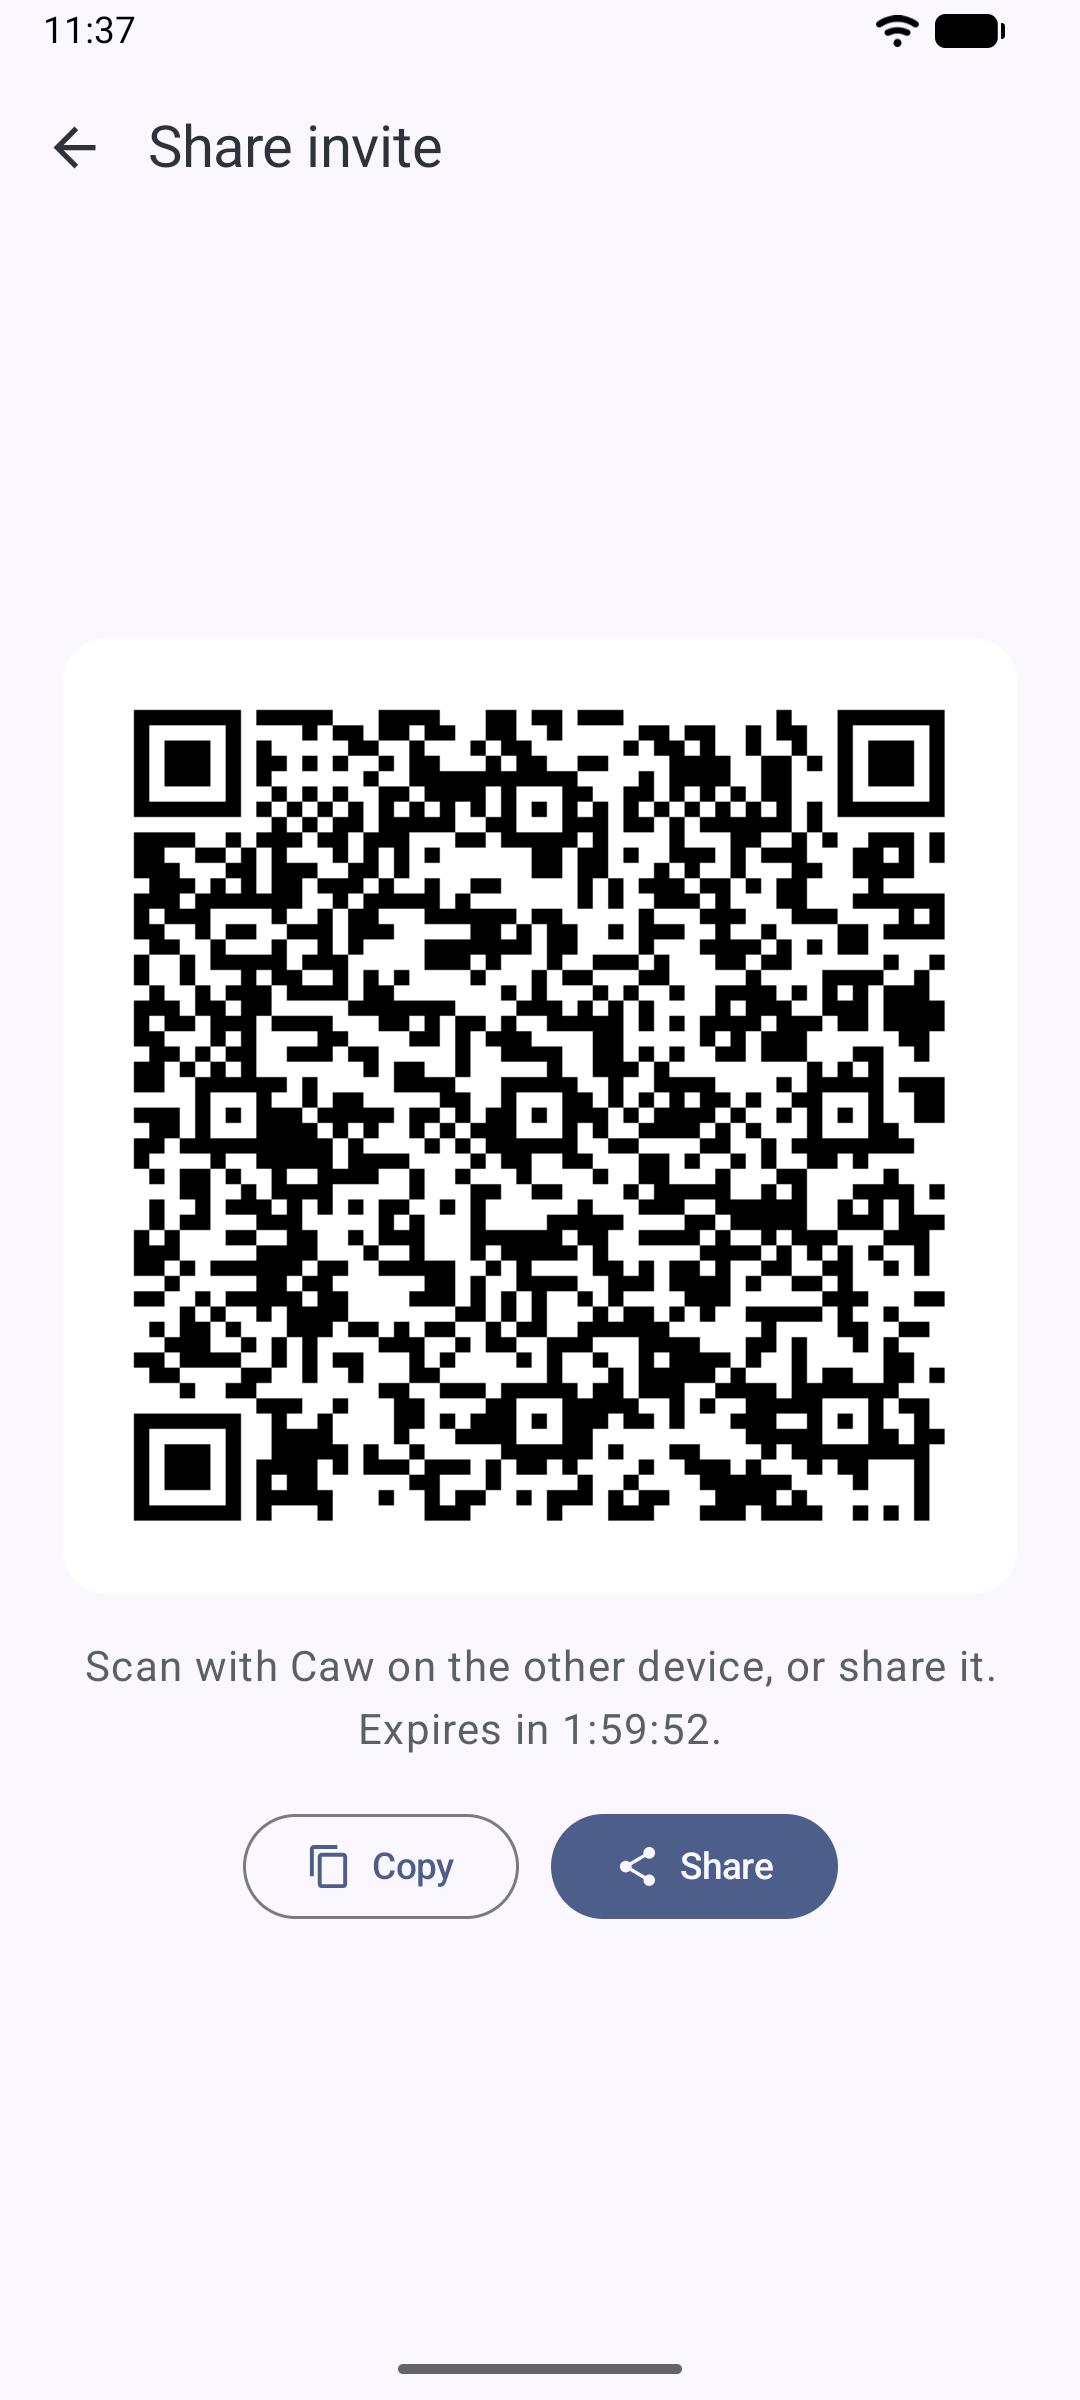 11:37
Share invite
Scan with Caw on the other device, or share it.
Expires in 1:59:52.
Copy
Share